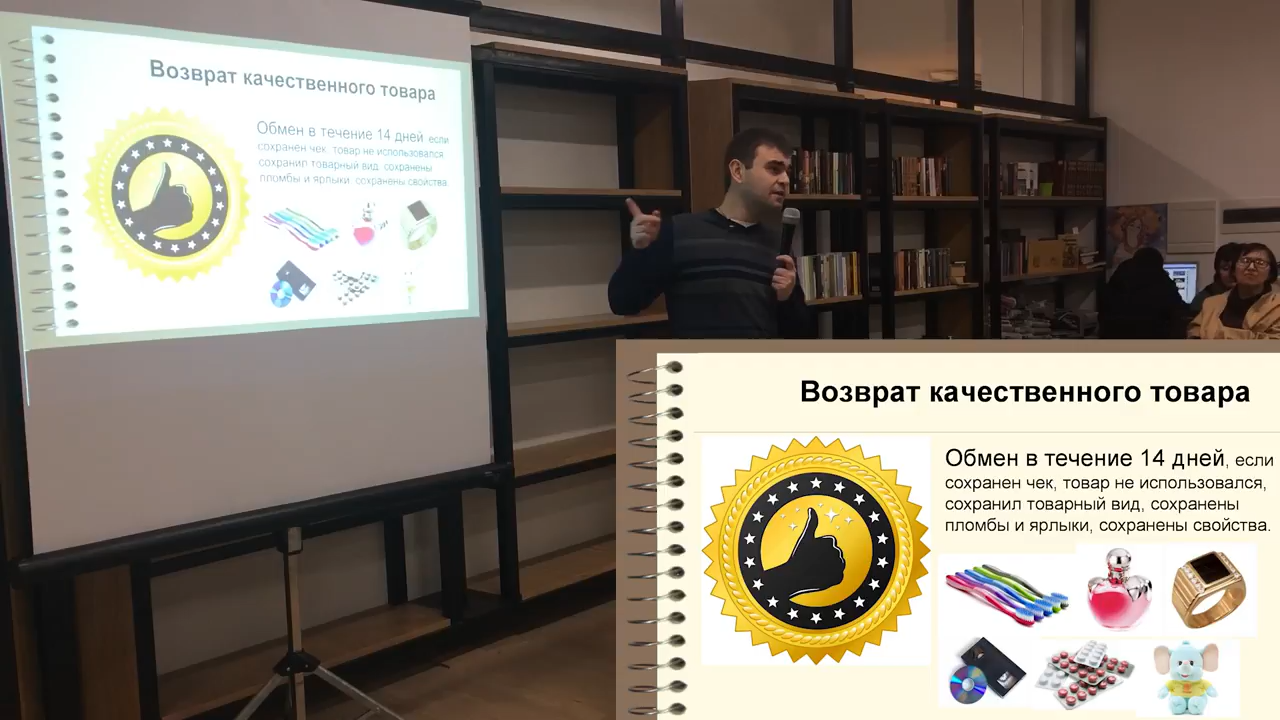 Возврат качественного товара
Обмен в течение 14 дней, если
сохранен чек, товар не использовался,
сохранил товарный вид, сохранены
пломбы и ярлыки, сохранены свойства.
Возврат качественного товара
Обмен в течение 14 дней, если
сохранен чек, товар не использовался,
сохранил товарный вид, сохранены
пломбы и ярлыки, сохранены свойства.